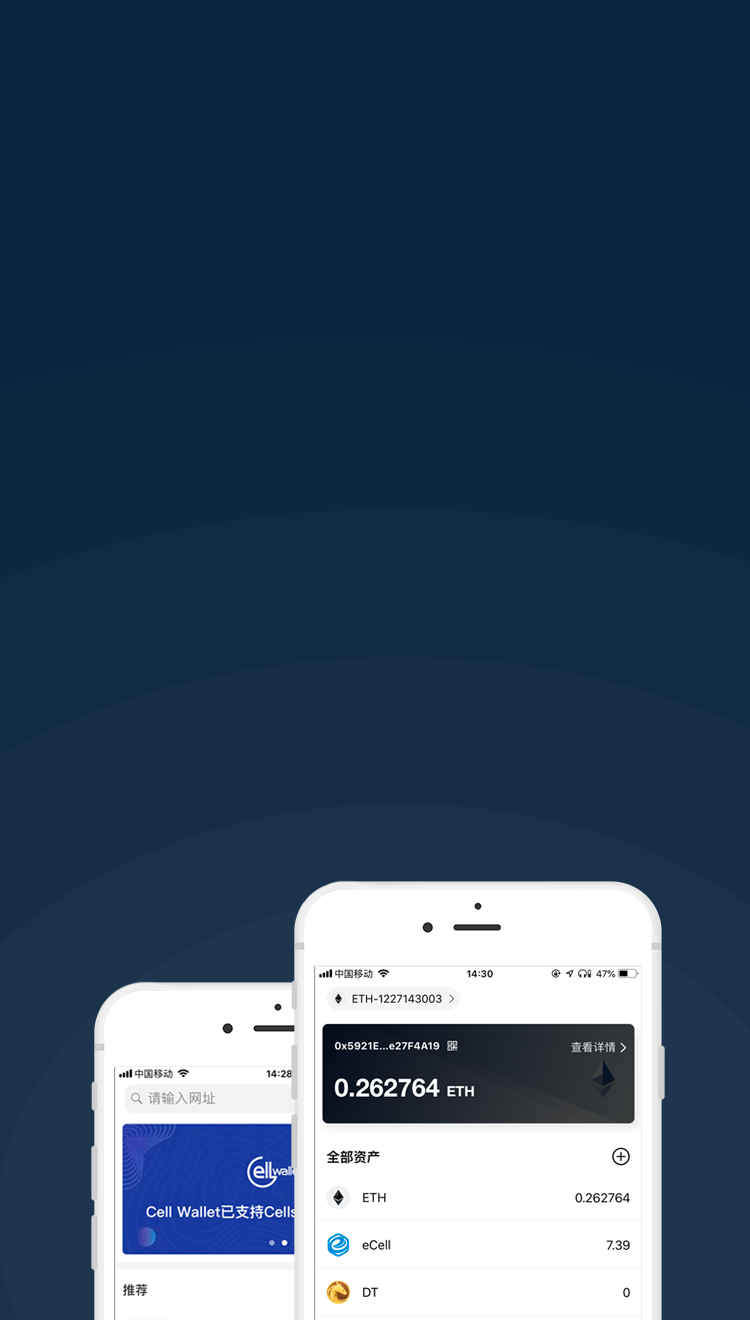 中国移动
14:30
47%
ETH-1227143003
0x5921E...e27F4A19
查看详情
0.262764 ETH
全部资产
ETH 0.262764
eCell 7.39
DT 0
中国移动
14:28
请输入网址
ell
walle
Cell Wallet已支持Cells
推荐